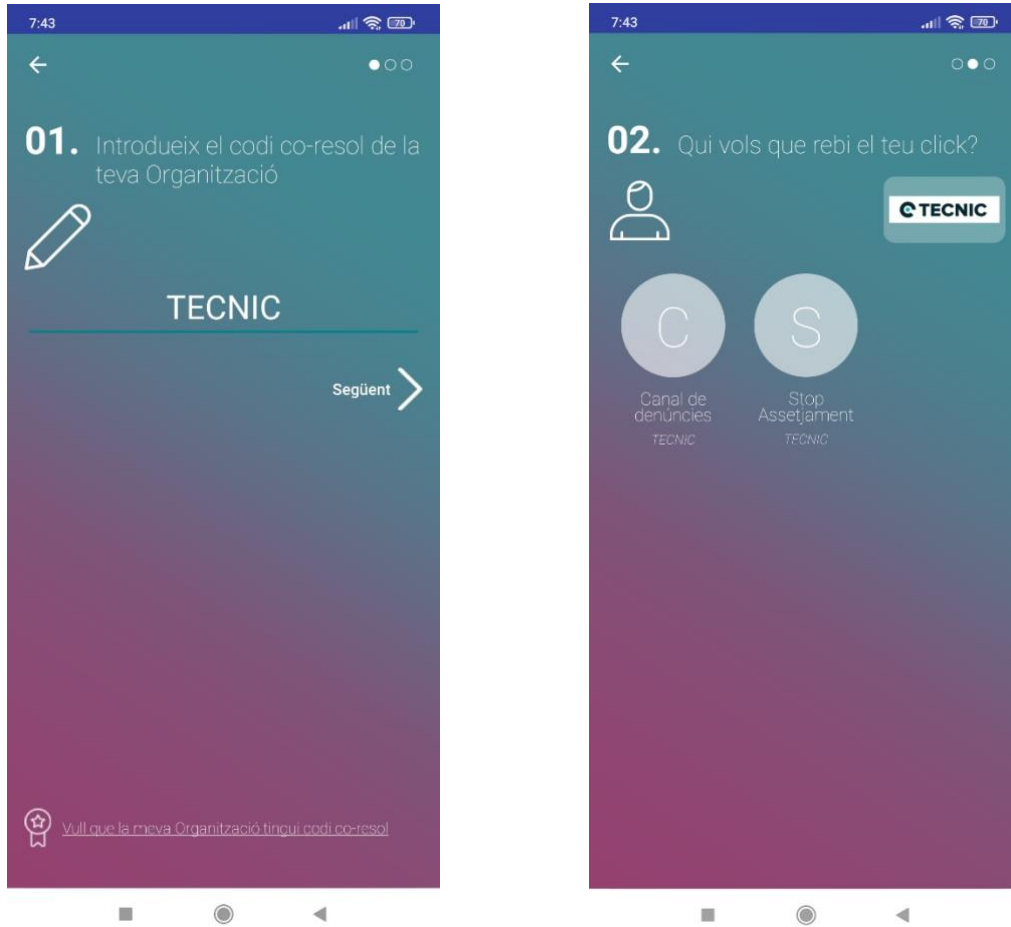 7:43
70
01. Introdueix el codi co-resol de la
teva Organització
TECNIC
Següent
Vull que la meva Organització tingui codi co-resol
7:43
70
02. Qui vols que rebi el teu click?
TECNIC
C
S
Canal de
denúncies
TECNIC
Stop
Assetjament
TECNIC